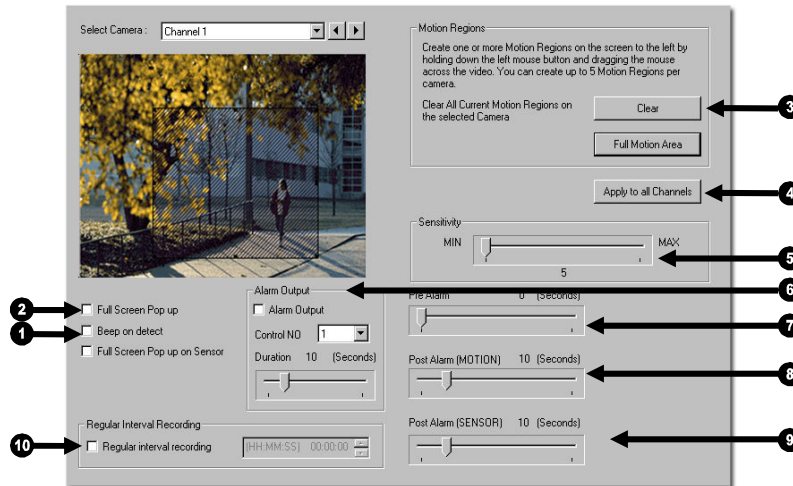 Select Camera : Channel 1
Motion Regions
Create one or more Motion Regions on the screen to the left by
holding down the left mouse button and dragging the mouse
across the video. You can create up to 5 Motion Regions per
camera.
Clear All Current Motion Regions on
the selected Camera
Clear
3
Full Motion Area
Apply to all Channels
4
Sensitivity
MIN
MAX
5
5
6
2
Full Screen Pop up
1
Beep on detect
Full Screen Pop up on Sensor
Alarm Output
Alarm Output
Control NO 1
Duration 10 (Seconds)
Pre Alarm 0 (Seconds)
7
Post Alarm (MOTION) 10 (Seconds)
8
Post Alarm (SENSOR) 10 (Seconds)
9
Regular Interval Recording
10
Regular interval recording (HH:MM:SS) 00:00:00